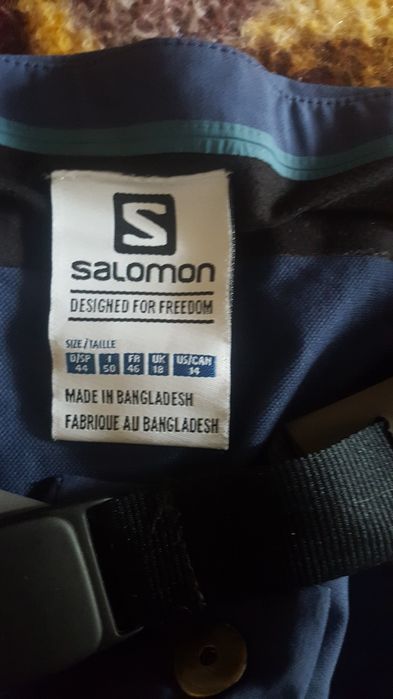 S
SALOMON
DESIGNED FOR FREEDOM
SIZE / TAILLE
D/SP I FR UK US/CAN
44 50 46 18 14
MADE IN BANGLADESH
FABRIQUE AU BANGLADESH